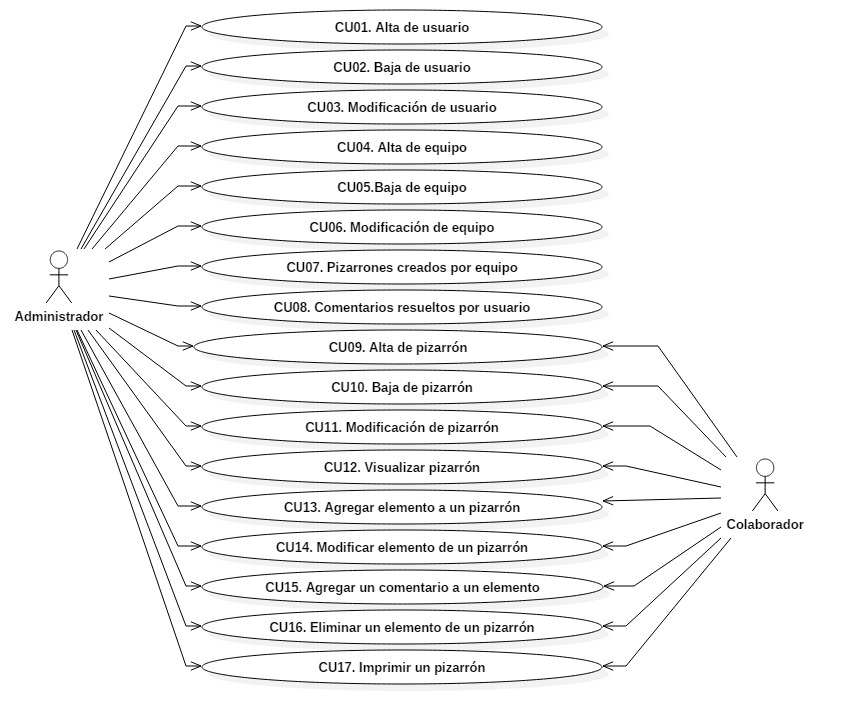 CU01. Alta de usuario
CU02. Baja de usuario
CU03. Modificación de usuario
CU04. Alta de equipo
CU05.Baja de equipo
CU06. Modificación de equipo
CU07. Pizarrones creados por equipo
CU08. Comentarios resueltos por usuario
Administrador
CU09. Alta de pizarrón
CU10. Baja de pizarrón
CU11. Modificación de pizarrón
CU12. Visualizar pizarrón
CU13. Agregar elemento a un pizarrón
Colaborador
CU14. Modificar elemento de un pizarrón
CU15. Agregar un comentario a un elemento
CU16. Eliminar un elemento de un pizarrón
CU17. Imprimir un pizarrón